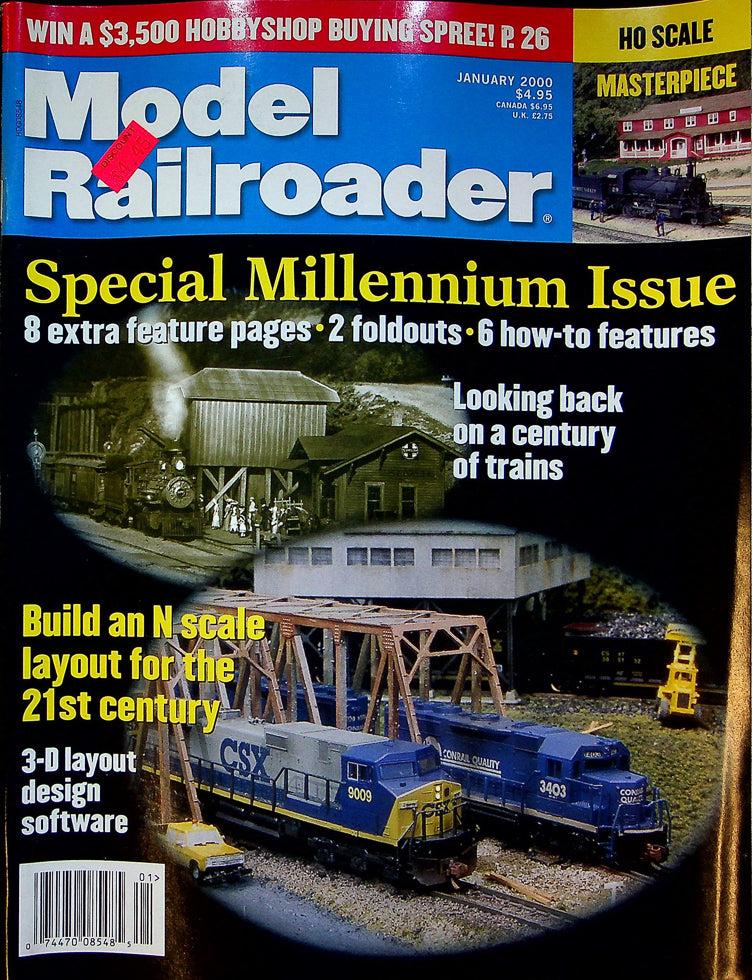 WIN A $3,500 HOBBYSHOP BUYING SPREE! P. 26
HO SCALE
MASTERPIECE
Model
Railroader®
JANUARY 2000
$4.95
CANADA $6.95
U.K. £2.75
Special Millennium Issue
8 extra feature pages • 2 foldouts • 6 how-to features
Looking back
on a century
of trains
Build an N scale
layout for the
21st century
3-D layout
design
software
CSX
9009
CSX
CONRAIL QUALITY
3403
CONRAIL
QUALITY
01>
0 74470 08548 5